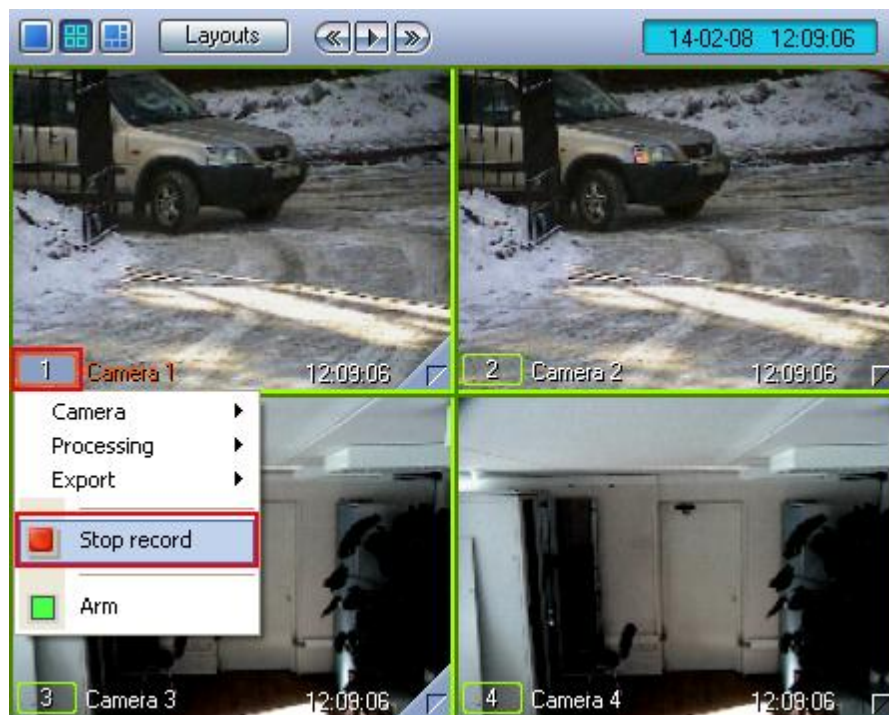 Layouts 14-02-08 12:09:06
1 Camera 1 12:09:06 2 Camera 2 12:09:06
Camera
Processing
Export
Stop record
Arm
3 Camera 3 12:09:06 4 Camera 4 12:09:06